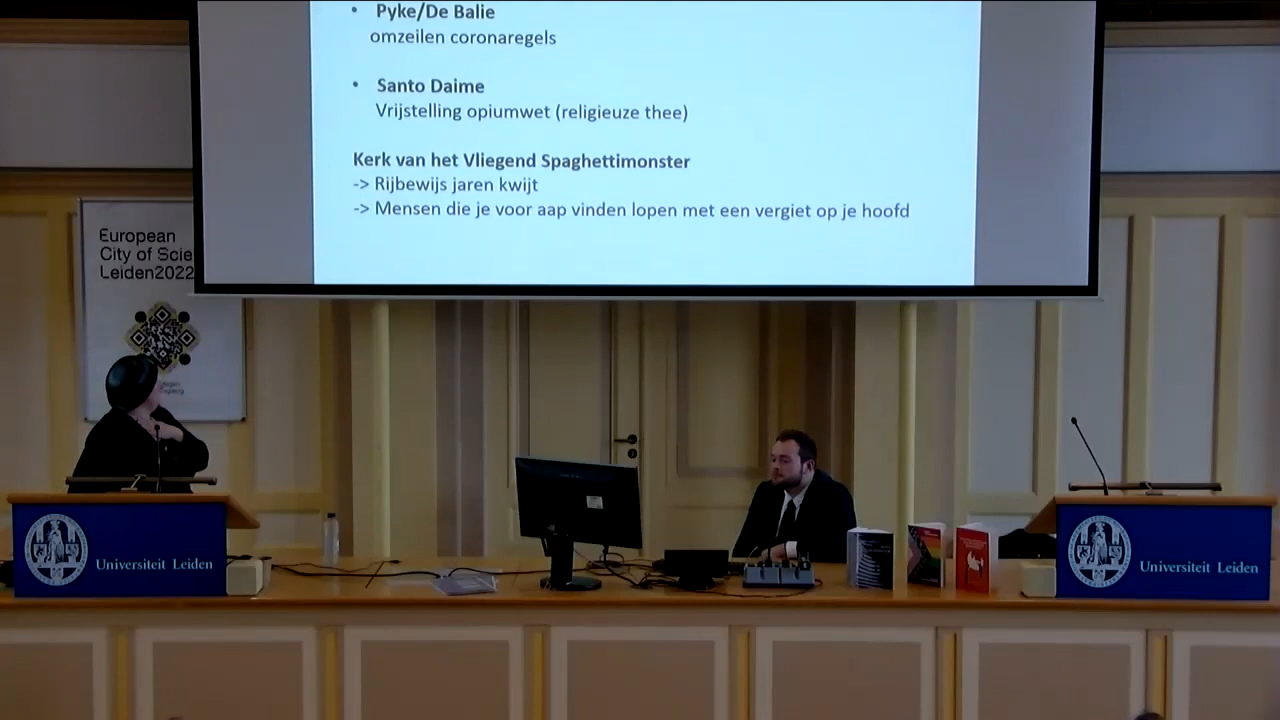 • Pyke/De Balie
omzeilen coronaregels
• Santo Daime
Vrijstelling opiumwet (religieuze thee)
Kerk van het Vliegend Spaghettimonster
-> Rijbewijs jaren kwijt
-> Mensen die je voor aap vinden lopen met een vergiet op je hoofd
European
City of Scie
Leiden2022
Universiteit Leiden
Universiteit Leiden